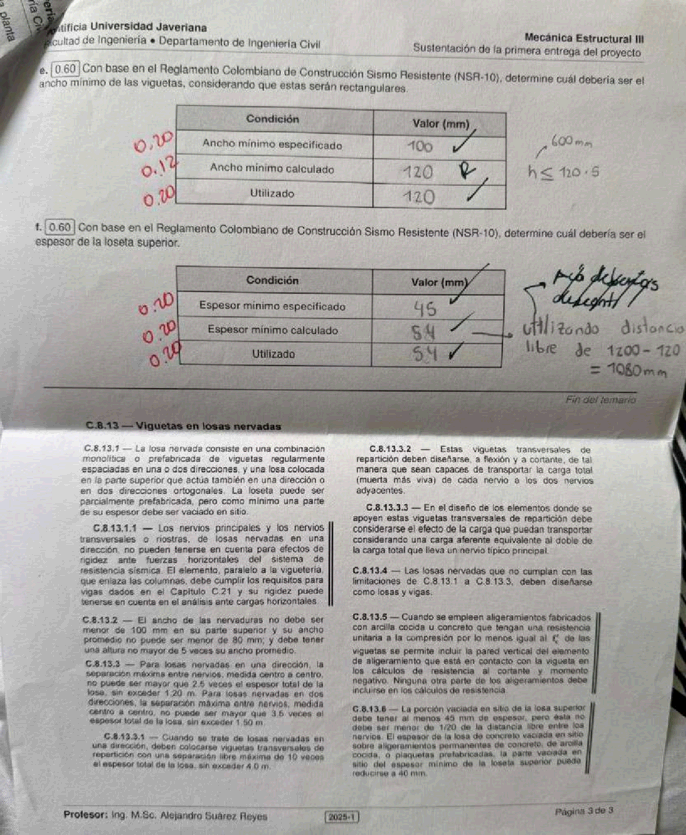 planta
ntificia Universidad Javeriana
acultad de Ingeniería • Departamento de Ingeniería Civil
Mecánica Estructural III
Sustentación de la primera entrega del proyecto
e. 0.60 Con base en el Reglamento Colombiano de Construcción Sismo Resistente (NSR-10), determine cuál debería ser el
ancho mínimo de las viguetas, considerando que estas serán rectangulares.
Condición Valor (mm)
0.20 Ancho mínimo especificado 100 ✓
0.12 Ancho mínimo calculado 120
0.20 Utilizado 120 ✓
600 mm
h ≤ 120 · 5
f. 0.60 Con base en el Reglamento Colombiano de Construcción Sismo Resistente (NSR-10), determine cuál debería ser el
espesor de la loseta superior.
Condición Valor (mm)
0.20 Espesor mínimo especificado 45 ✓
0.20 Espesor mínimo calculado 54 ✓
0.20 Utilizado 54 ✓
utilizando distancia
libre de 1200 - 120
= 1080 mm
Fin del temario
C.8.13 — Viguetas en losas nervadas
C.8.13.1 — La losa nervada consiste en una combinación
monolítica o prefabricada de viguetas regularmente
espaciadas en una o dos direcciones, y una losa colocada
en la parte superior que actúa también en una dirección o
en dos direcciones ortogonales. La loseta puede ser
parcialmente prefabricada, pero como mínimo una parte
de su espesor debe ser vaciado en sitio.
C.8.13.1.1 — Los nervios principales y los nervios
transversales o riostras, de losas nervadas en una
dirección, no pueden tenerse en cuenta para efectos de
rigidez ante fuerzas horizontales del sistema de
resistencia sísmica. El elemento, paralelo a la viguetería,
que enlaza las columnas, debe cumplir los requisitos para
vigas dados en el Capítulo C.21 y su rigidez puede
tenerse en cuenta en el análisis ante cargas horizontales.
C.8.13.2 — El ancho de las nervaduras no debe ser
menor de 100 mm en su parte superior y su ancho
promedio no puede ser menor de 80 mm; y debe tener
una altura no mayor de 5 veces su ancho promedio.
C.8.13.3 — Para losas nervadas en una dirección, la
separación máxima entre nervios, medida centro a centro,
no puede ser mayor que 2.5 veces el espesor total de la
losa, sin exceder 1.20 m. Para losas nervadas en dos
direcciones, la separación máxima entre nervios, medida
centro a centro, no puede ser mayor que 3.5 veces el
espesor total de la losa, sin exceder 1.50 m.
C.8.13.3.1 — Cuando se trate de losas nervadas en
una dirección, deben colocarse viguetas transversales de
repartición con una separación libre máxima de 10 veces
el espesor total de la losa, sin exceder 4.0 m.
C.8.13.3.2 — Estas viguetas transversales de
repartición deben diseñarse, a flexión y a cortante, de tal
manera que sean capaces de transportar la carga total
(muerta más viva) de cada nervio a los dos nervios
adyacentes.
C.8.13.3.3 — En el diseño de los elementos donde se
apoyen estas viguetas transversales de repartición debe
considerarse el efecto de la carga que puedan transportar
considerando una carga aferente equivalente al doble de
la carga total que lleva un nervio típico principal.
C.8.13.4 — Las losas nervadas que no cumplan con las
limitaciones de C.8.13.1 a C.8.13.3, deben diseñarse
como losas y vigas.
C.8.13.5 — Cuando se empleen aligeramientos fabricados
con arcilla cocida u concreto que tengan una resistencia
unitaria a la compresión por lo menos igual al f'c de las
viguetas se permite incluir la pared vertical del elemento
de aligeramiento que está en contacto con la vigueta en
los cálculos de resistencia al cortante y momento
negativo. Ninguna otra parte de los aligeramientos debe
incluirse en los cálculos de resistencia
C.8.13.6 — La porción vaciada en sitio de la losa superior
debe tener al menos 45 mm de espesor, pero esta no
debe ser menor de 1/20 de la distancia libre entre los
nervios. El espesor de la losa de concreto vaciada en sitio
sobre aligeramientos permanentes de concreto, de arcilla
cocida, o plaquetas prefabricadas, la parte vaciada en
sitio del espesor mínimo de la loseta superior puede
reducirse a 40 mm.
Profesor: Ing. M.Sc. Alejandro Suárez Reyes
2025-1
Página 3 de 3